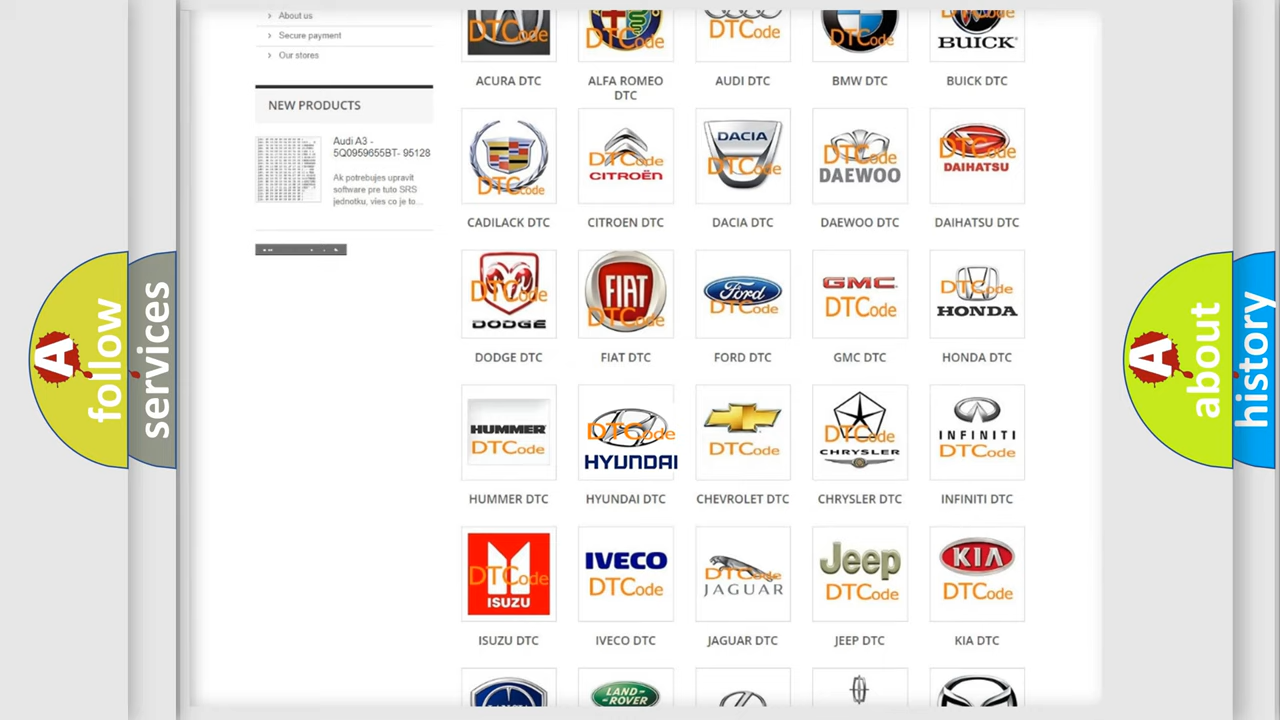 About us
Secure payment
Our stores
NEW PRODUCTS
Audi A3 -
5Q0959655BT- 95128
Ak potrebujes upravit
software pre tuto SRS
jednotku, vies co je to...
DTCode DTCode DTCode DTCode BUICK
ACURA DTC ALFA ROMEO DTC AUDI DTC BMW DTC BUICK DTC
DTCode
DTCode
CITROËN
DACIA
DTCode
DTCode
DAEWOO
DTCode
DAIHATSU
CADILACK DTC CITROEN DTC DACIA DTC DAEWOO DTC DAIHATSU DTC
DTCode
DODGE
FIAT
DTCode
Ford
DTCode
GMC
DTCode
DTCode
HONDA
DODGE DTC FIAT DTC FORD DTC GMC DTC HONDA DTC
HUMMER
DTCode
DTCode
HYUNDAI
DTCode
DTCode
CHRYSLER
INFINITI
DTCode
HUMMER DTC HYUNDAI DTC CHEVROLET DTC CHRYSLER DTC INFINITI DTC
DTCode
ISUZU
IVECO
DTCode
DTCode
JAGUAR
Jeep
DTCode
KIA
DTCode
ISUZU DTC IVECO DTC JAGUAR DTC JEEP DTC KIA DTC
LAND-
ROVER
A
follow
services
A
about
history